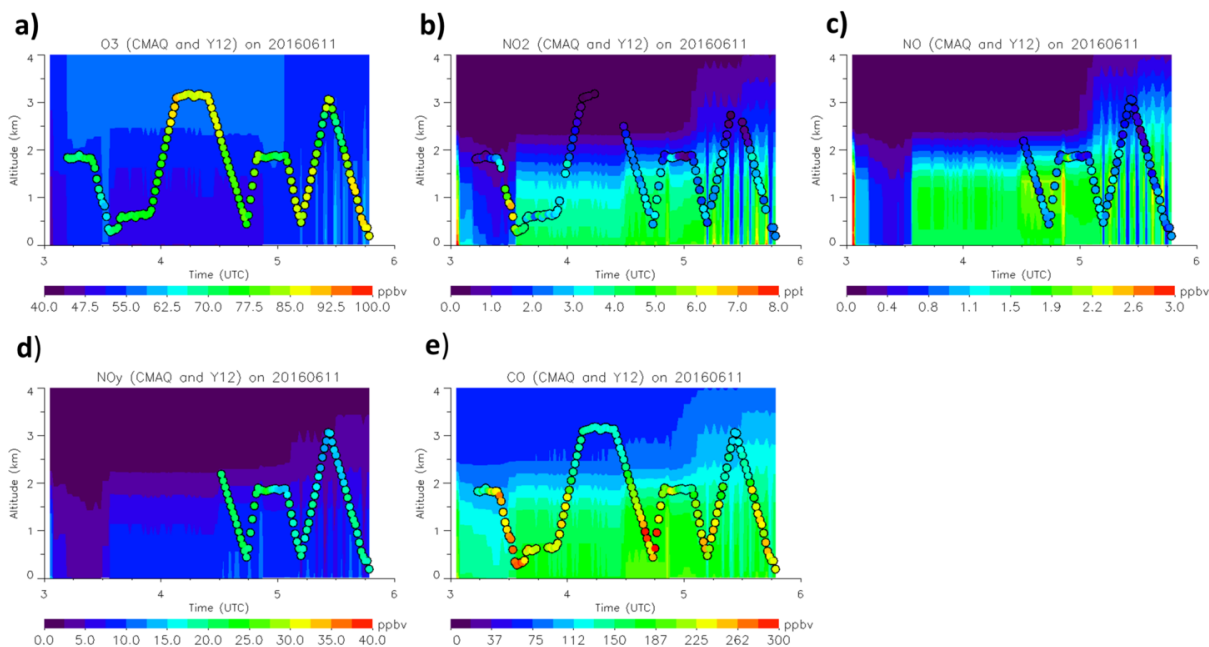 a)
O3 (CMAQ and Y12) on 20160611
Altitude (km)
4
3
2
1
0
3 4 5 6
Time (UTC)
ppbv
40.0 47.5 55.0 62.5 70.0 77.5 85.0 92.5 100.0
b)
NO2 (CMAQ and Y12) on 20160611
Altitude (km)
4
3
2
1
0
3 4 5 6
Time (UTC)
ppt
0.0 1.0 2.0 3.0 4.0 5.0 6.0 7.0 8.0
c)
NO (CMAQ and Y12) on 20160611
Altitude (km)
4
3
2
1
0
3 4 5 6
Time (UTC)
ppbv
0.0 0.4 0.8 1.1 1.5 1.9 2.2 2.6 3.0
d)
NOy (CMAQ and Y12) on 20160611
Altitude (km)
4
3
2
1
0
3 4 5 6
Time (UTC)
ppbv
0.0 5.0 10.0 15.0 20.0 25.0 30.0 35.0 40.0
e)
CO (CMAQ and Y12) on 20160611
Altitude (km)
4
3
2
1
0
3 4 5 6
Time (UTC)
ppbv
0 37 75 112 150 187 225 262 300